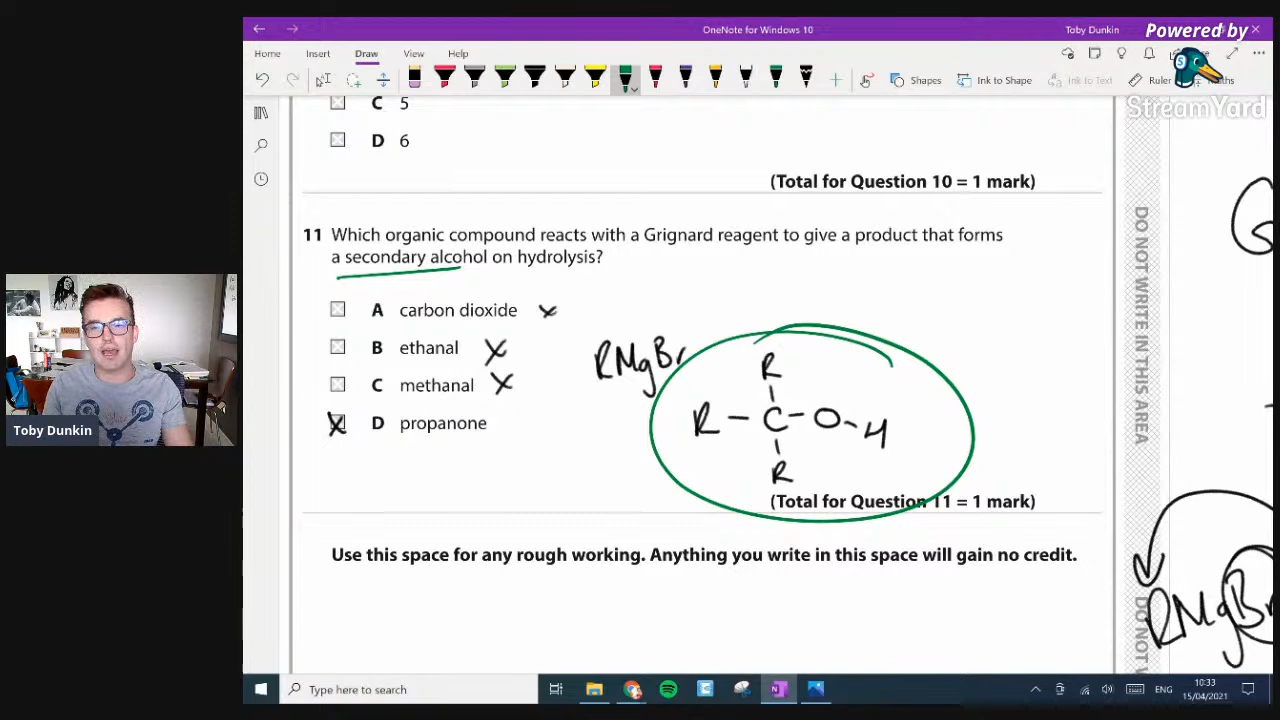 OneNote for Windows 10
Toby Dunkin
Powered by
StreamYard
Home Insert Draw View Help
Shapes Ink to Shape Ink to Text Ruler Maths
C 5
D 6
(Total for Question 10 = 1 mark)
11 Which organic compound reacts with a Grignard reagent to give a product that forms
a secondary alcohol on hydrolysis?
A carbon dioxide x
B ethanal X
C methanal X
X D propanone
RMgBr
R
R - C - O - H
R
(Total for Question 11 = 1 mark)
Use this space for any rough working. Anything you write in this space will gain no credit.
DO NOT WRITE IN THIS AREA
G
RMgBr
DO NOT W
Toby Dunkin
Type here to search
ENG
10:33
15/04/2021